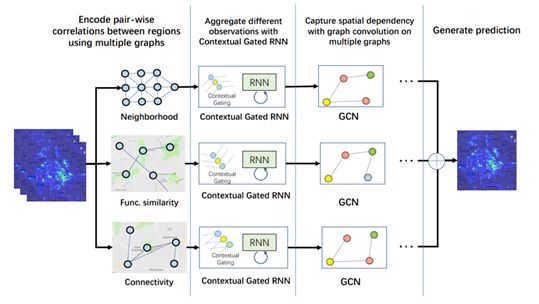 Encode pair-wise
correlations between regions
using multiple graphs
Aggregate different
observations with
Contextual Gated RNN
Capture spatial dependency
with graph convolution on
multiple graphs
Generate prediction
Neighborhood
Contextual
Gating
RNN
Contextual Gated RNN
GCN
Func. similarity
Contextual
Gating
RNN
Contextual Gated RNN
GCN
Connectivity
Contextual
Gating
RNN
Contextual Gated RNN
GCN